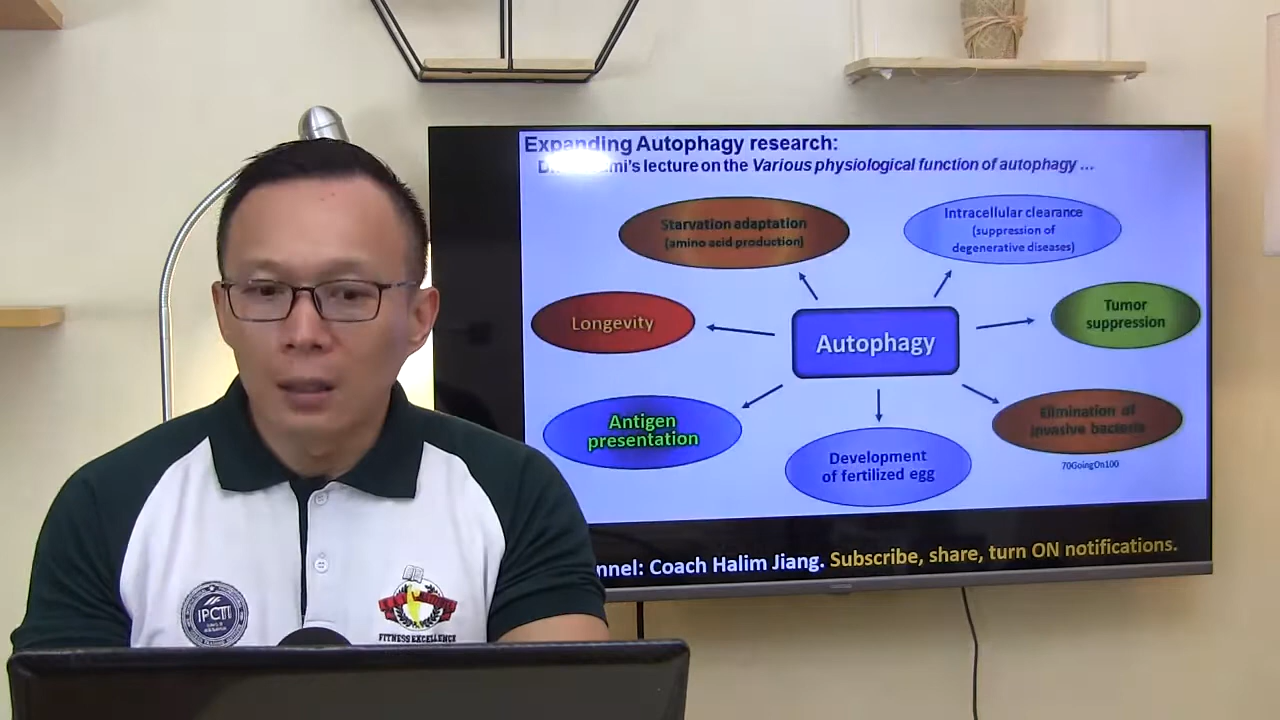 Expanding Autophagy research:
lecture on the Various physiological function of autophagy ...
Starvation adaptation
(amino acid production)
Intracellular clearance
(suppression of
degenerative diseases)
Longevity
Tumor
suppression
Autophagy
Antigen
presentation
Elimination of
invasive bacteria
Development
of fertilized egg
70GoingOn100
Coach Halim Jiang. Subscribe, share, turn ON notifications.
IPCTI
FITNESS EXCELLENCE